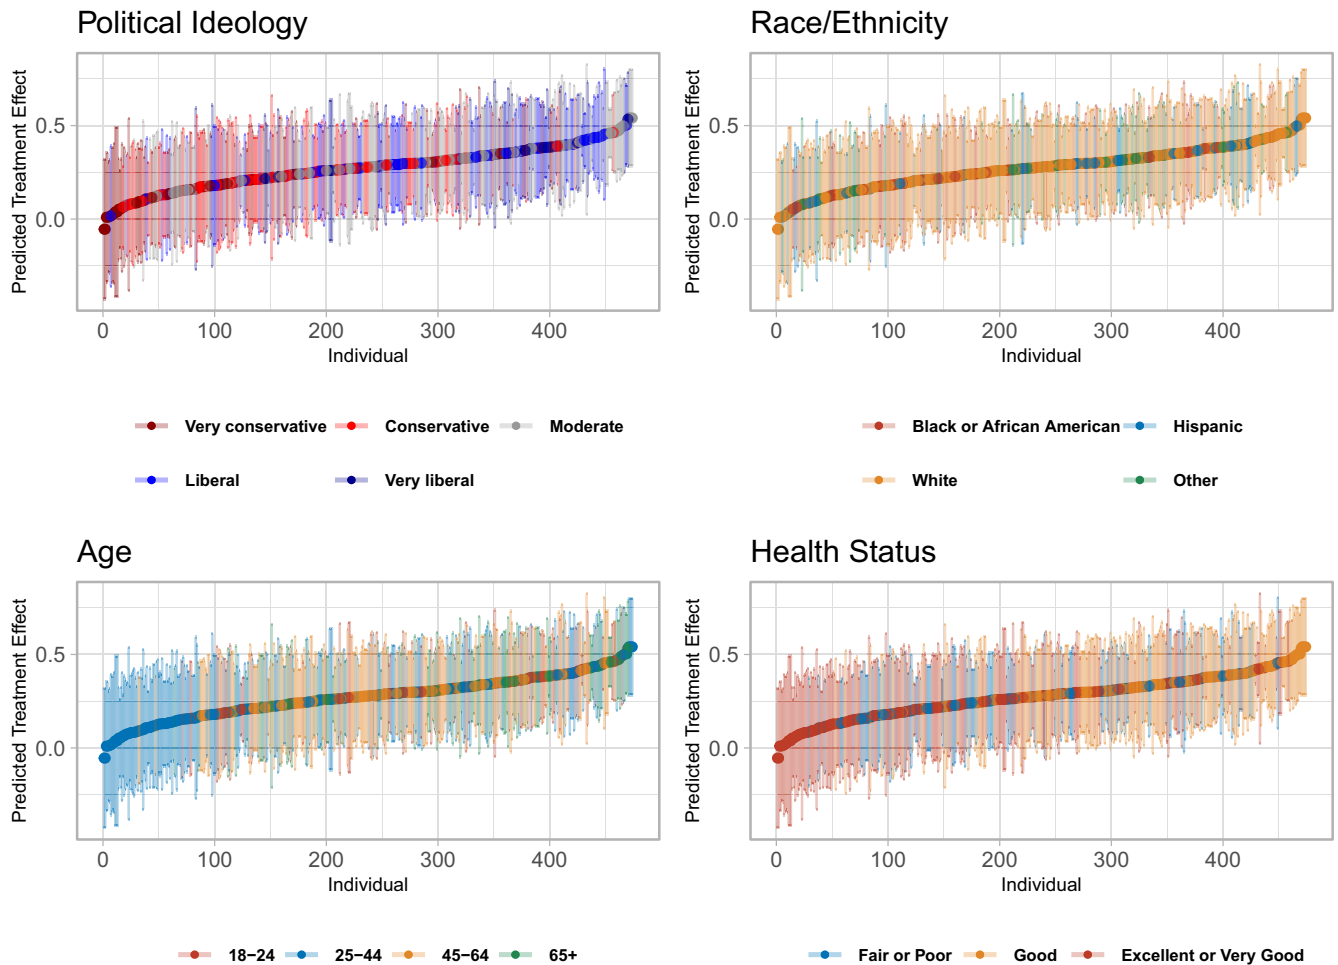 Political Ideology
Predicted Treatment Effect
0.5
0.0
0 100 200 300 400
Individual
Very conservative Conservative Moderate
Liberal Very liberal
Race/Ethnicity
Predicted Treatment Effect
0.5
0.0
0 100 200 300 400
Individual
Black or African American Hispanic
White Other
Age
Predicted Treatment Effect
0.5
0.0
0 100 200 300 400
Individual
18−24 25−44 45−64 65+
Health Status
Predicted Treatment Effect
0.5
0.0
0 100 200 300 400
Individual
Fair or Poor Good Excellent or Very Good